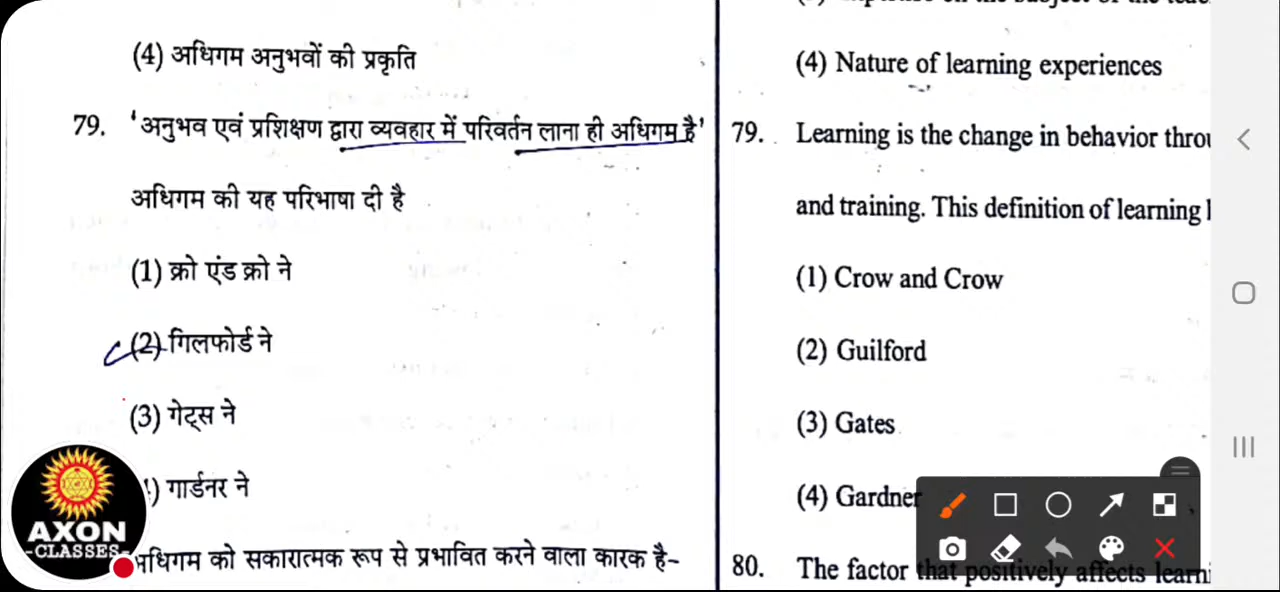 (4) अधिगम अनुभवों की प्रकृति
79. 'अनुभव एवं प्रशिक्षण द्वारा व्यवहार में परिवर्तन लाना ही अधिगम है'
अधिगम की यह परिभाषा दी है
(1) क्रो एंड क्रो ने
(2) गिलफोर्ड ने
(3) गेट्स ने
) गार्डनर ने
अधिगम को सकारात्मक रूप से प्रभावित करने वाला कारक है-
(4) Nature of learning experiences
79. Learning is the change in behavior
and training. This definition of learning
(1) Crow and Crow
(2) Guilford
(3) Gates
(4) Gardner
80. The factor that positively affects
AXON
CLASSES